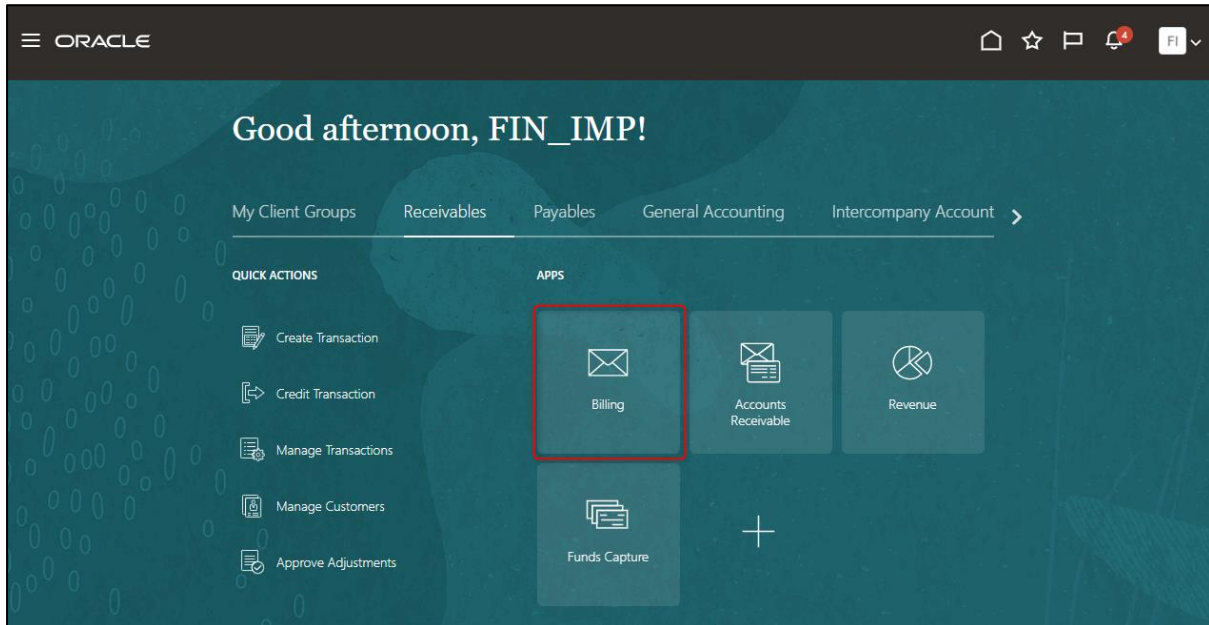 ORACLE
4
FI
Good afternoon, FIN_IMP!
My Client Groups Receivables Payables General Accounting Intercompany Account
QUICK ACTIONS
Create Transaction
Credit Transaction
Manage Transactions
Manage Customers
Approve Adjustments
APPS
Billing
Accounts
Receivable
Revenue
Funds Capture